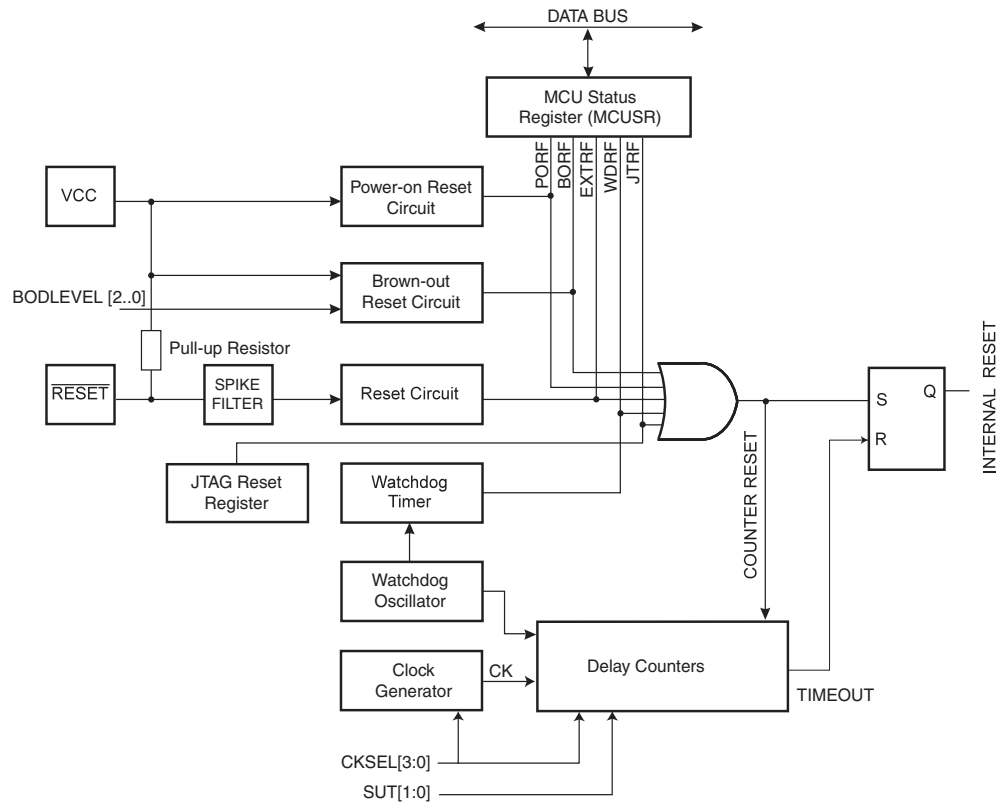 DATA BUS
MCU Status
Register (MCUSR)
PORF
BORF
EXTRF
WDRF
JTRF
VCC
Power-on Reset
Circuit
Brown-out
Reset Circuit
BODLEVEL [2..0]
Pull-up Resistor
RESET
SPIKE
FILTER
Reset Circuit
JTAG Reset
Register
Watchdog
Timer
Watchdog
Oscillator
Clock
Generator
CK
Delay Counters
COUNTER RESET
S
R
Q
INTERNAL RESET
TIMEOUT
CKSEL[3:0]
SUT[1:0]